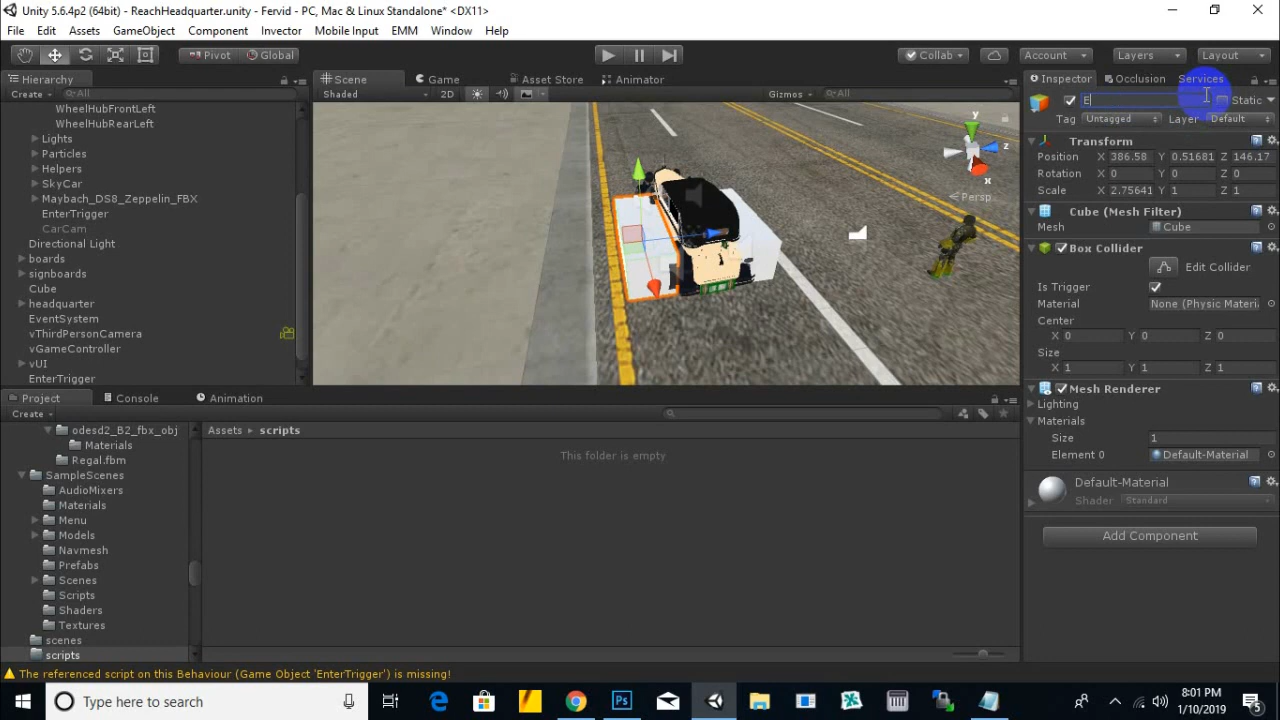 Unity 5.6.4p2 (64bit) - ReachHeadquarter.unity - Fervid - PC, Mac & Linux Standalone* <DX11>
File Edit Assets GameObject Component Invector Mobile Input EMM Window Help
Pivot Global Collab Account Layers Layout
Hierarchy
Create All
WheelHubFrontLeft
WheelHubRearLeft
Lights
Particles
Helpers
SkyCar
Maybach_DS8_Zeppelin_FBX
EnterTrigger
CarCam
Directional Light
boards
signboards
Cube
headquarter
EventSystem
vThirdPersonCamera
vGameController
vUI
EnterTrigger
Scene Game Asset Store Animator
Shaded 2D Gizmos All
y
z
x
Persp
Inspector Occlusion Services
E Static
Tag Untagged Layer Default
Transform
Position X 386.58 Y 0.51681 Z 146.17
Rotation X 0 Y 0 Z 0
Scale X 2.75641 Y 1 Z 1
Cube (Mesh Filter)
Mesh Cube
Box Collider
Edit Collider
Is Trigger
Material None (Physic Materi
Center
X 0 Y 0 Z 0
Size
X 1 Y 1 Z 1
Mesh Renderer
Lighting
Materials
Size 1
Element 0 Default-Material
Default-Material
Shader Standard
Add Component
Project Console Animation
Create
odesd2_B2_fbx_obj
Materials
Regal.fbm
SampleScenes
AudioMixers
Materials
Menu
Models
Navmesh
Prefabs
Scenes
Scripts
Shaders
Textures
scenes
scripts
Assets scripts
This folder is empty
The referenced script on this Behaviour (Game Object 'EnterTrigger') is missing!
Type here to search
8:01 PM
1/10/2019
5